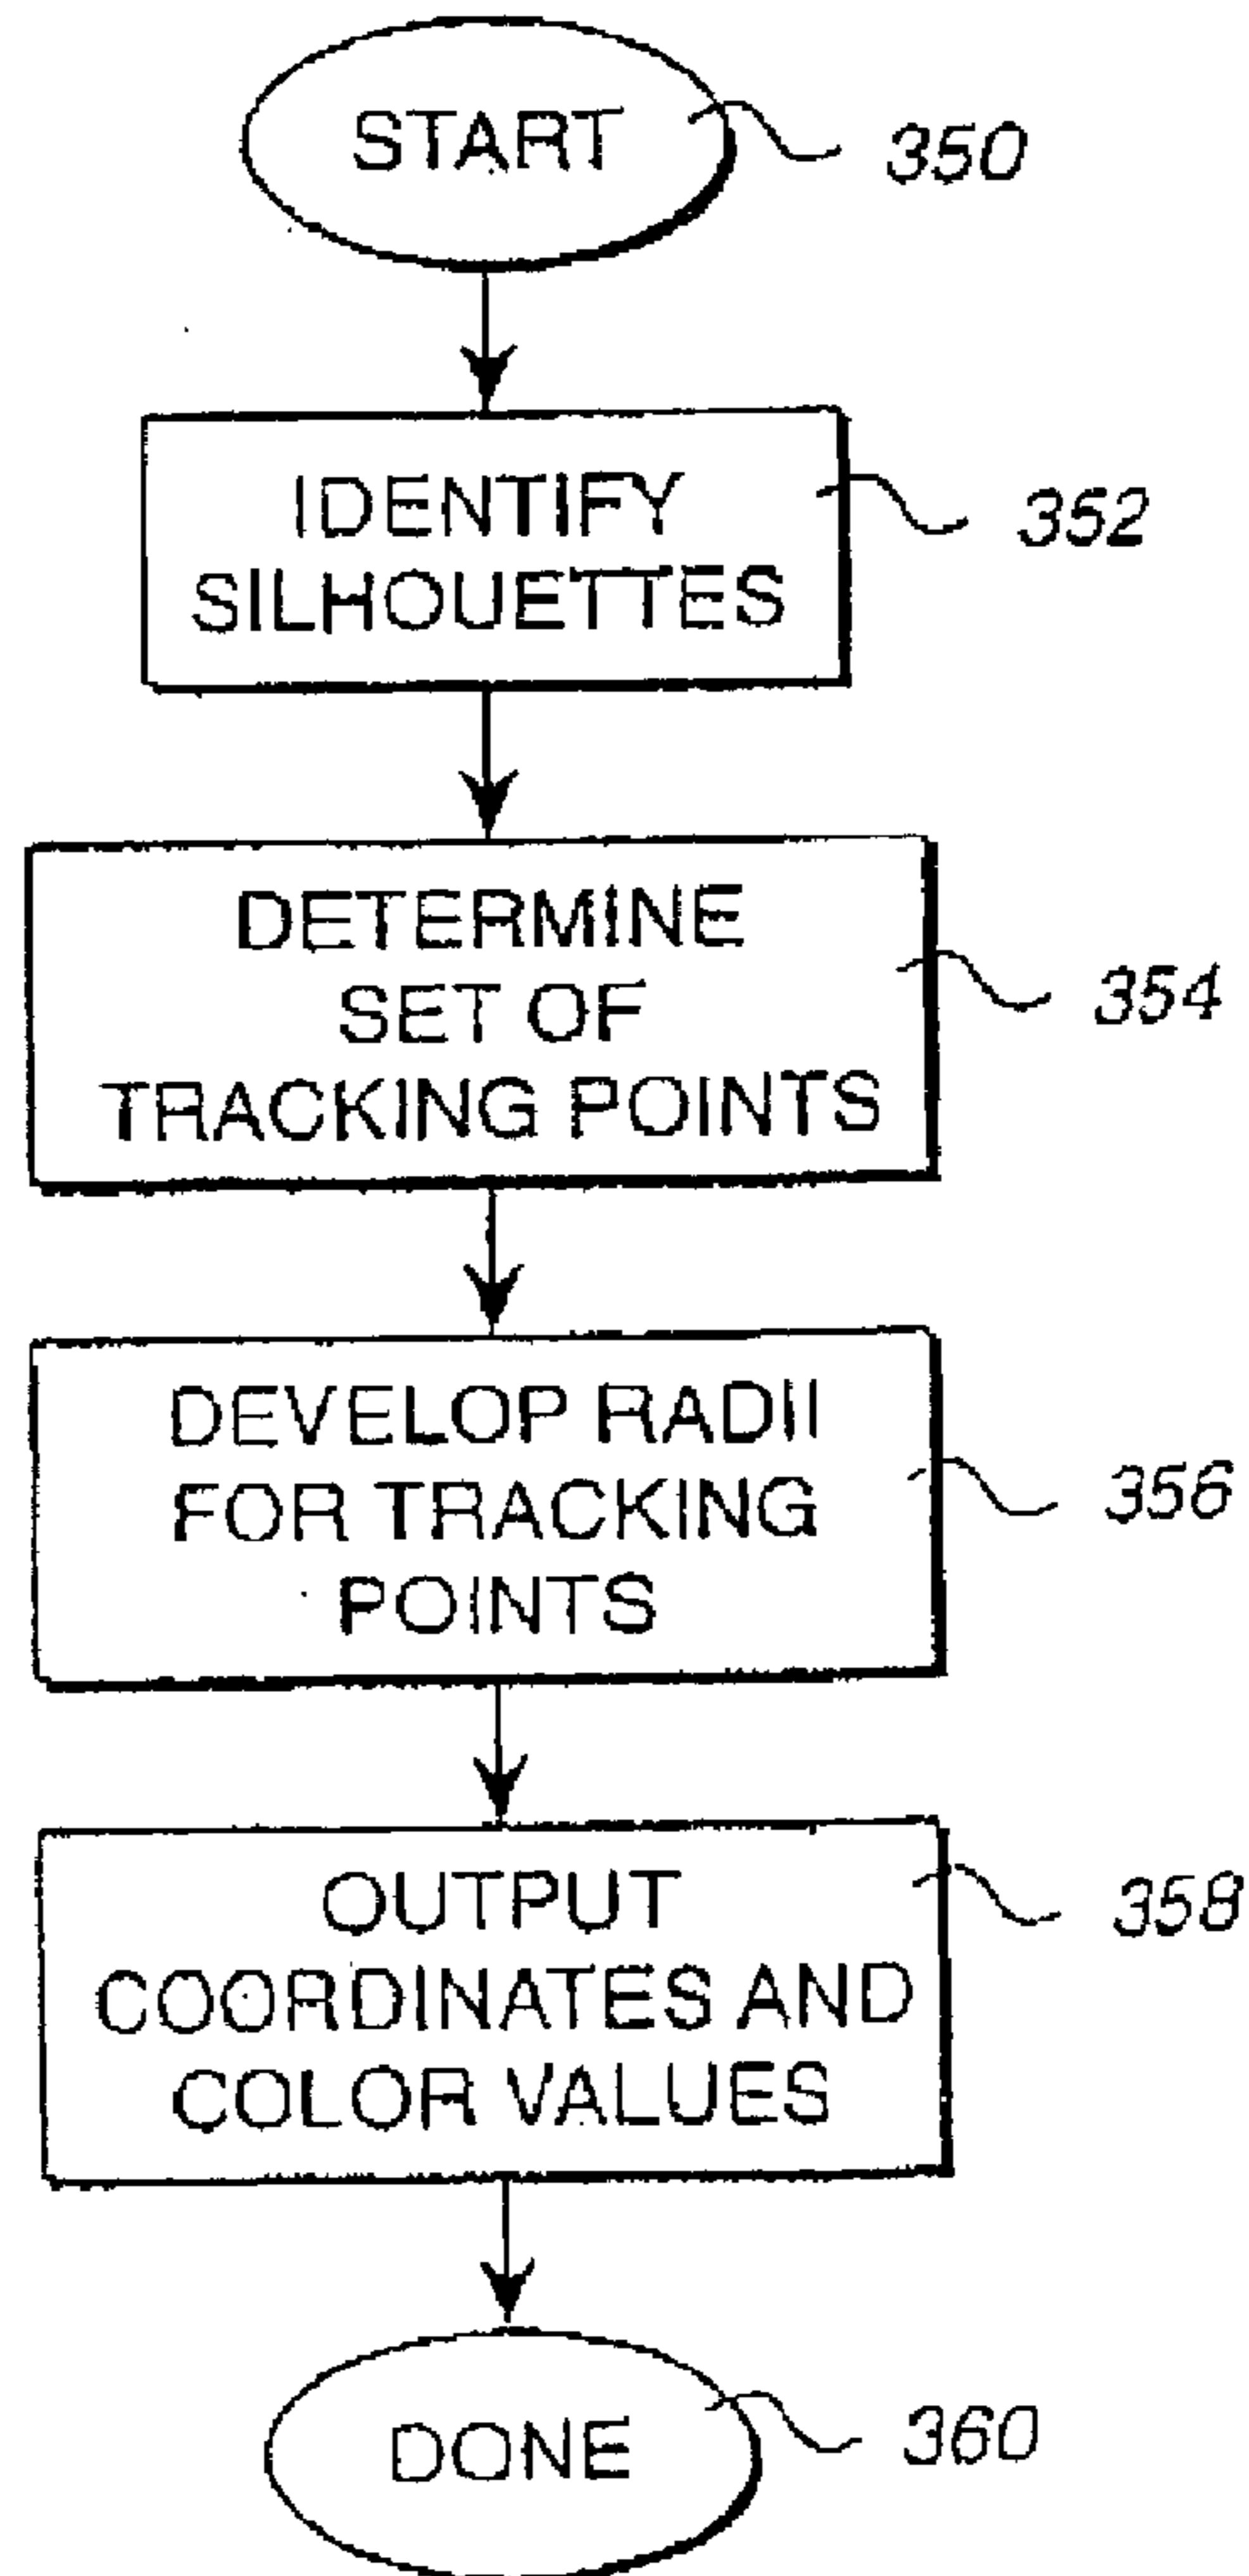 START
350
IDENTIFY
SILHOUETTES
352
DETERMINE
SET OF
TRACKING POINTS
354
DEVELOP RADII
FOR TRACKING
POINTS
356
OUTPUT
COORDINATES AND
COLOR VALUES
358
DONE
360